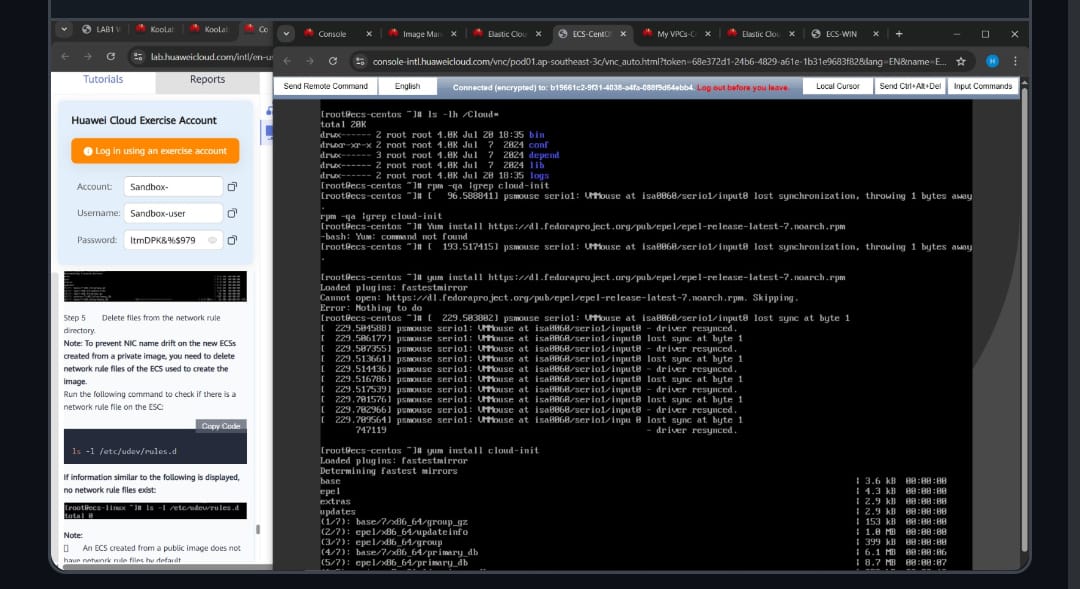 LAB1
KooLa
KooLa
Co
Console
Image Man
Elastic Clou
ECS-CentO
My VPCs-C
Elastic Clou
ECS-WIN
lab.huaweicloud.com/intl/en-u
console-intl.huaweicloud.com/vnc/pod01.ap-southeast-3c/vnc_auto.html?token=68e372d1-24b6-4829-a61e-1b31e9683f82&lang=EN&name=E...
H
Tutorials
Reports
Send Remote Command
English
Connected (encrypted) to: b19661c2-9f31-4038-a4fa-088f9d64ebb4
Log out before you leave.
Local Cursor
Send Ctrl+Alt+Del
Input Commands
Huawei Cloud Exercise Account
Log in using an exercise account
Account: Sandbox-
Username: Sandbox-user
Password: ltmDPK&%$979
Step 5 Delete files from the network rule
directory.
Note: To prevent NIC name drift on the new ECSs
created from a private image, you need to delete
network rule files of the ECS used to create the
image.
Run the following command to check if there is a
network rule file on the ESC:
Copy Code
ls -l /etc/udev/rules.d
If information similar to the following is displayed,
no network rule files exist:
[root@ecs-linux ~]# ls -l /etc/udev/rules.d
total 0
Note:
An ECS created from a public image does not
have network rule files by default
[root@ecs-centos ~]# ls -lh /Cloud*
total 20K
drwx------ 2 root root 4.0K Jul 20 18:35 bin
drwxr-xr-x 2 root root 4.0K Jul  7  2024 conf
drwx------ 3 root root 4.0K Jul  7  2024 depend
drwx------ 2 root root 4.0K Jul  7  2024 lib
drwx------ 2 root root 4.0K Jul 20 18:35 logs
[root@ecs-centos ~]# rpm -qa |grep cloud-init
[root@ecs-centos ~]# [   96.588841] psmouse serio1: VMMouse at isa0060/serio1/input0 lost synchronization, throwing 1 bytes away
.
rpm -qa |grep cloud-init
[root@ecs-centos ~]# Yum install https://dl.fedoraproject.org/pub/epel/epel-release-latest-7.noarch.rpm
-bash: Yum: command not found
[root@ecs-centos ~]# [  193.517415] psmouse serio1: VMMouse at isa0060/serio1/input0 lost synchronization, throwing 1 bytes away
.
[root@ecs-centos ~]# yum install https://dl.fedoraproject.org/pub/epel/epel-release-latest-7.noarch.rpm
Loaded plugins: fastestmirror
Cannot open: https://dl.fedoraproject.org/pub/epel/epel-release-latest-7.noarch.rpm. Skipping.
Error: Nothing to do
[root@ecs-centos ~]# [  229.503802] psmouse serio1: VMMouse at isa0060/serio1/input0 lost sync at byte 1
[  229.504588] psmouse serio1: VMMouse at isa0060/serio1/input0 - driver resynced.
[  229.506177] psmouse serio1: VMMouse at isa0060/serio1/input0 lost sync at byte 1
[  229.507355] psmouse serio1: VMMouse at isa0060/serio1/input0 - driver resynced.
[  229.513661] psmouse serio1: VMMouse at isa0060/serio1/input0 lost sync at byte 1
[  229.514436] psmouse serio1: VMMouse at isa0060/serio1/input0 - driver resynced.
[  229.516786] psmouse serio1: VMMouse at isa0060/serio1/input0 lost sync at byte 1
[  229.517539] psmouse serio1: VMMouse at isa0060/serio1/input0 - driver resynced.
[  229.701576] psmouse serio1: VMMouse at isa0060/serio1/input0 lost sync at byte 1
[  229.702966] psmouse serio1: VMMouse at isa0060/serio1/input0 - driver resynced.
[  229.709564] psmouse serio1: VMMouse at isa0060/serio1/inpu 0 lost sync at byte 1
747119 - driver resynced.
[root@ecs-centos ~]# yum install cloud-init
Loaded plugins: fastestmirror
Determining fastest mirrors
base | 3.6 kB 00:00:00
epel | 4.3 kB 00:00:00
extras | 2.9 kB 00:00:00
updates | 2.9 kB 00:00:00
(1/7): base/7/x86_64/group_gz | 153 kB 00:00:00
(2/7): epel/x86_64/updateinfo | 1.0 MB 00:00:00
(3/7): epel/x86_64/group | 399 kB 00:00:00
(4/7): base/7/x86_64/primary_db | 6.1 MB 00:00:06
(5/7): epel/x86_64/primary_db | 8.7 MB 00:00:07